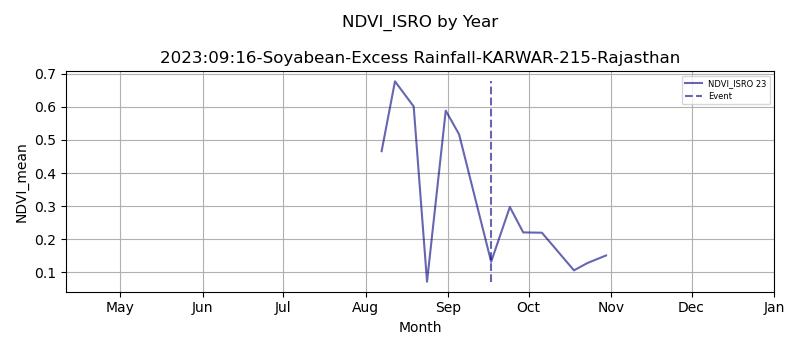 NDVI_ISRO by Year
2023:09:16-Soyabean-Excess Rainfall-KARWAR-215-Rajasthan
0.7
0.6
0.5
0.4
0.3
0.2
0.1
NDVI_mean
NDVI_ISRO 23
Event
May Jun Jul Aug Sep Oct Nov Dec Jan
Month